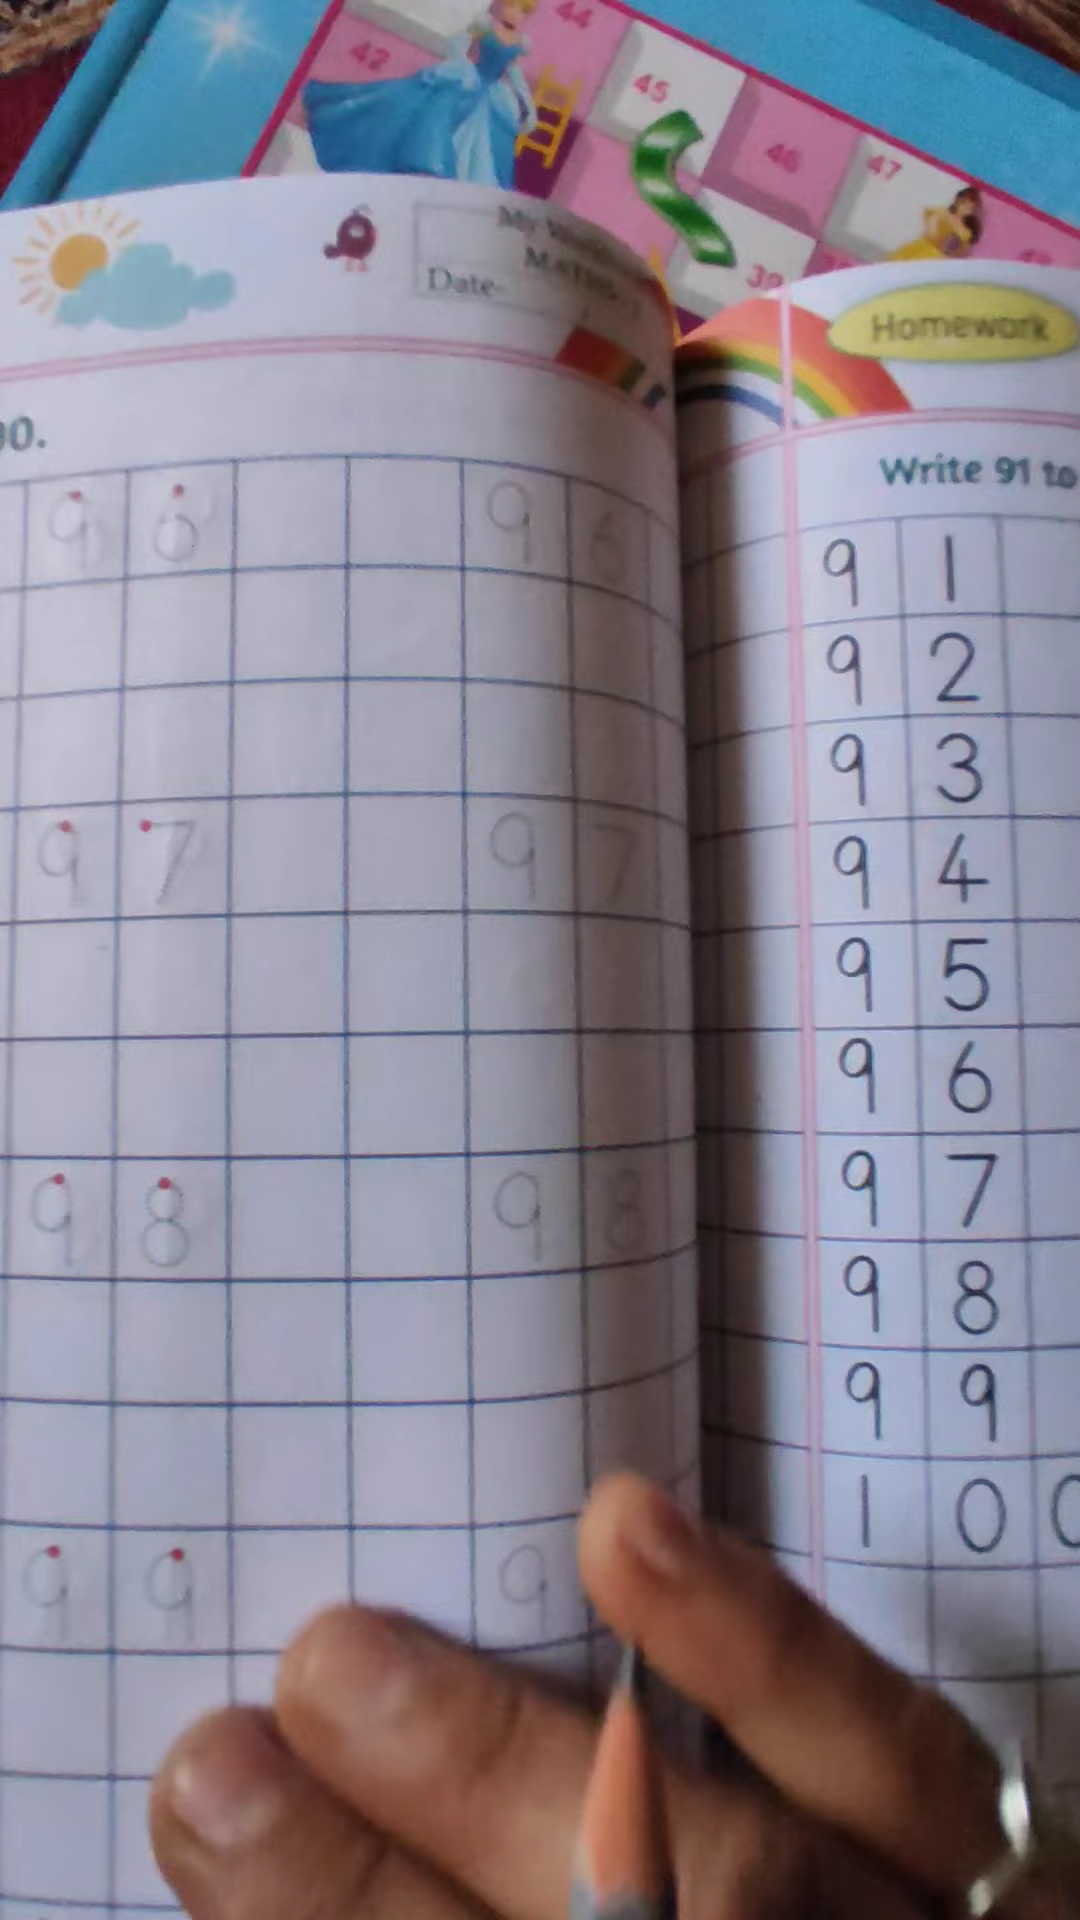 42
44
45
46
47
39
My
Date
Homework
00.
Write 91 to
9 6 9 6
9 7 9 7
9 8 9 8
9 9 9
9 1
9 2
9 3
9 4
9 5
9 6
9 7
9 8
9 9
1 0 0